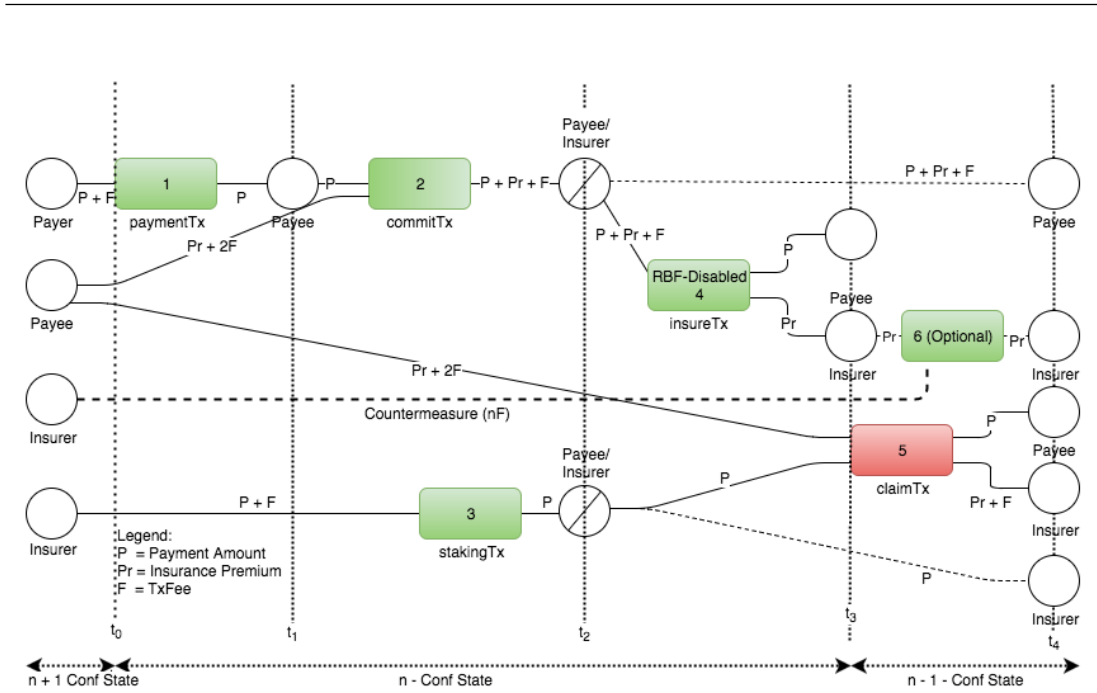 Payee/
Insurer
P + F
1
P
P
2
P + Pr + F
P + Pr + F
Payer
paymentTx
Payee
commitTx
Payee
Pr + 2F
P + Pr + F
P
RBF-Disabled
4
Payee
insureTx
Pr
Pr
6 (Optional)
Pr
Payee
Insurer
Insurer
Pr + 2F
Countermeasure (nF)
Insurer
P
5
Payee
claimTx
Payee/
Insurer
P
Pr + F
P + F
3
P
Insurer
Insurer
stakingTx
Legend:
P = Payment Amount
Pr = Insurance Premium
F = TxFee
P
Insurer
t0
t1
t2
t3
t4
n + 1 Conf State
n - Conf State
n - 1 - Conf State